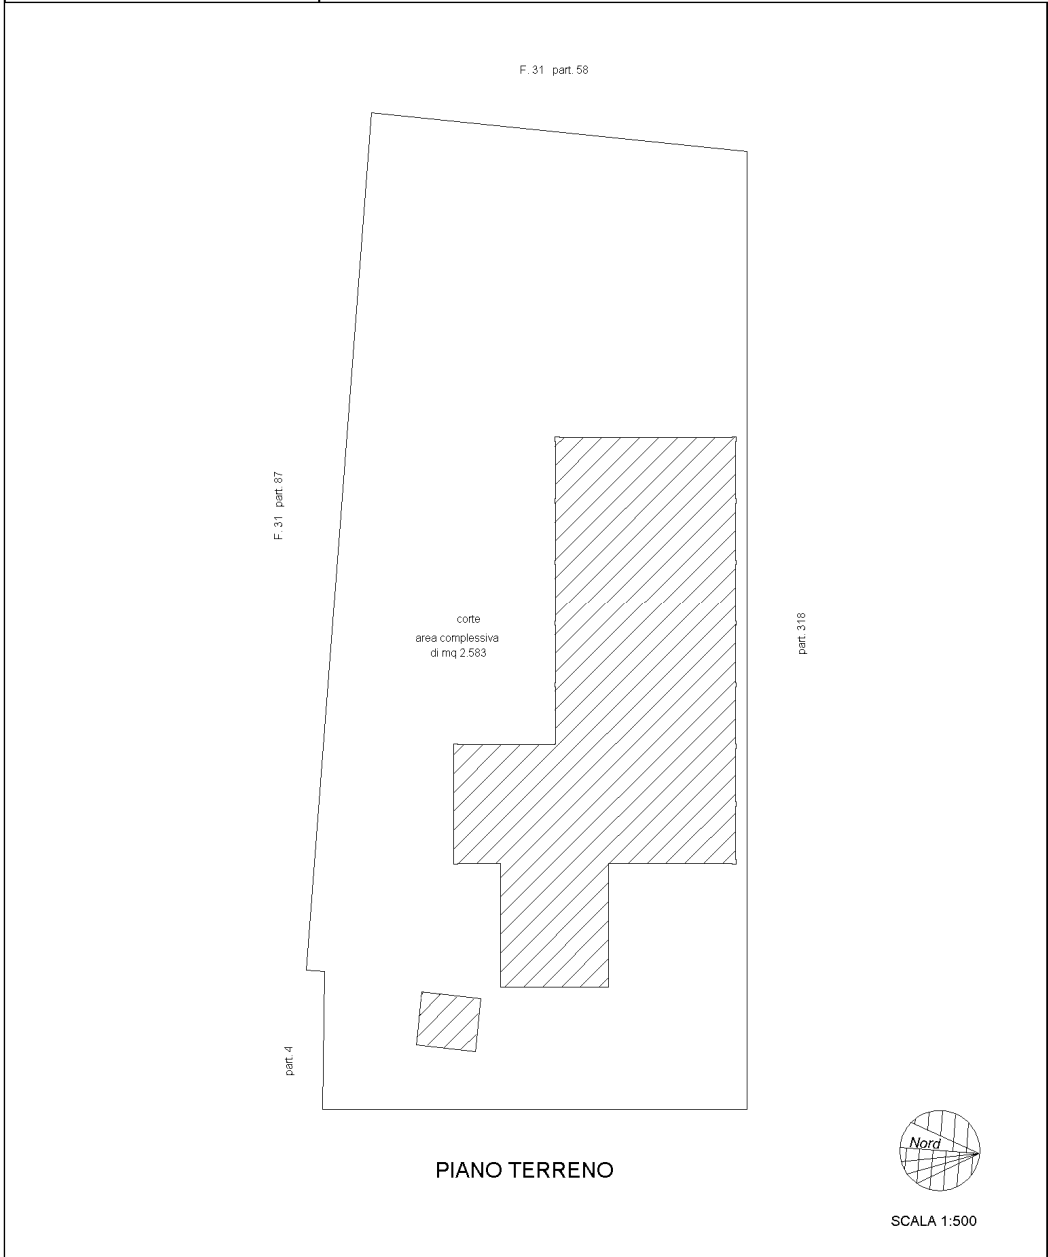 F. 31 part. 58
F. 31 part. 87
corte
area complessiva
di mq 2.583
part. 318
part. 4
Nord
PIANO TERRENO
SCALA 1:500